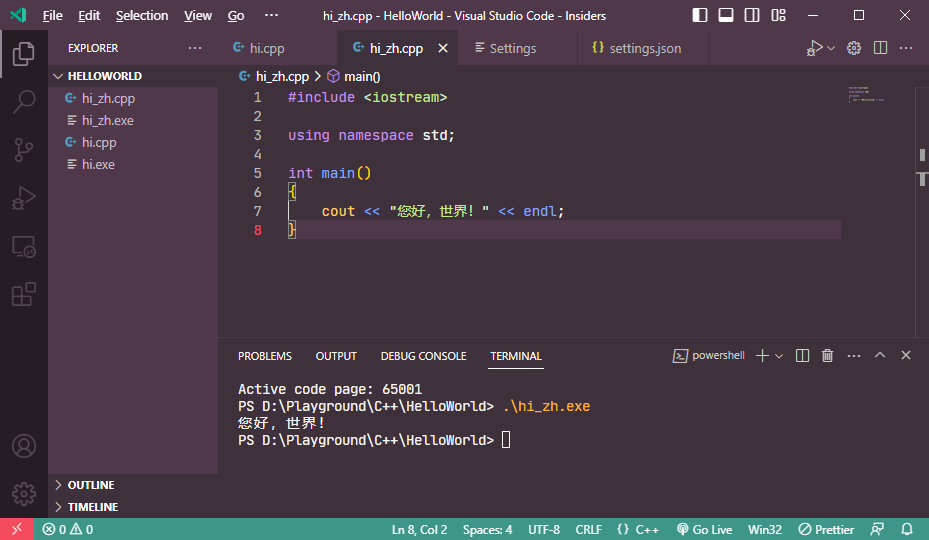 File Edit Selection View Go ··· hi_zh.cpp - HelloWorld - Visual Studio Code - Insiders
EXPLORER ···
hi.cpp hi_zh.cpp Settings {} settings.json ···
HELLOWORLD
hi_zh.cpp
hi_zh.exe
hi.cpp
hi.exe
OUTLINE
TIMELINE
hi_zh.cpp > main()
1 #include <iostream>
2
3 using namespace std;
4
5 int main()
6 {
7 cout << "您好，世界！" << endl;
8 }
PROBLEMS OUTPUT DEBUG CONSOLE TERMINAL powershell ···
Active code page: 65001
PS D:\Playground\C++\HelloWorld> .\hi_zh.exe
您好，世界！
PS D:\Playground\C++\HelloWorld>
0 0 Ln 8, Col 2 Spaces: 4 UTF-8 CRLF {} C++ Go Live Win32 Prettier